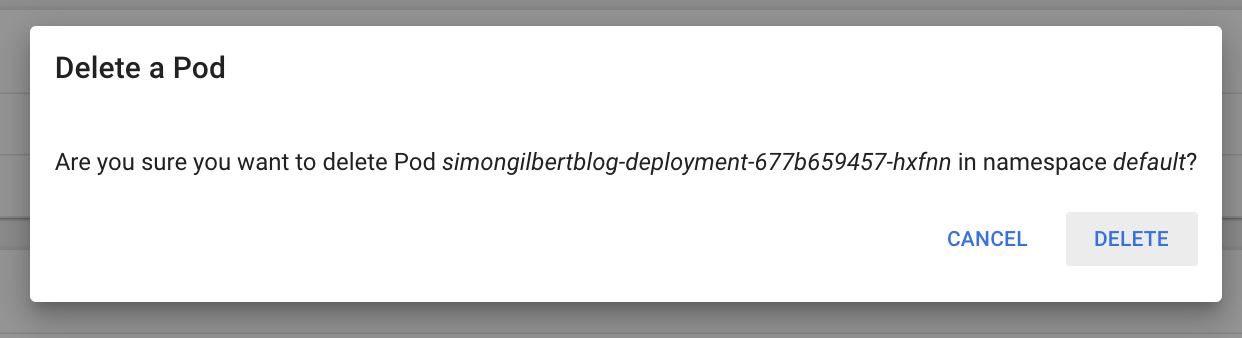 Delete a Pod
Are you sure you want to delete Pod simongilbertblog-deployment-677b659457-hxfnn in namespace default?
CANCEL DELETE